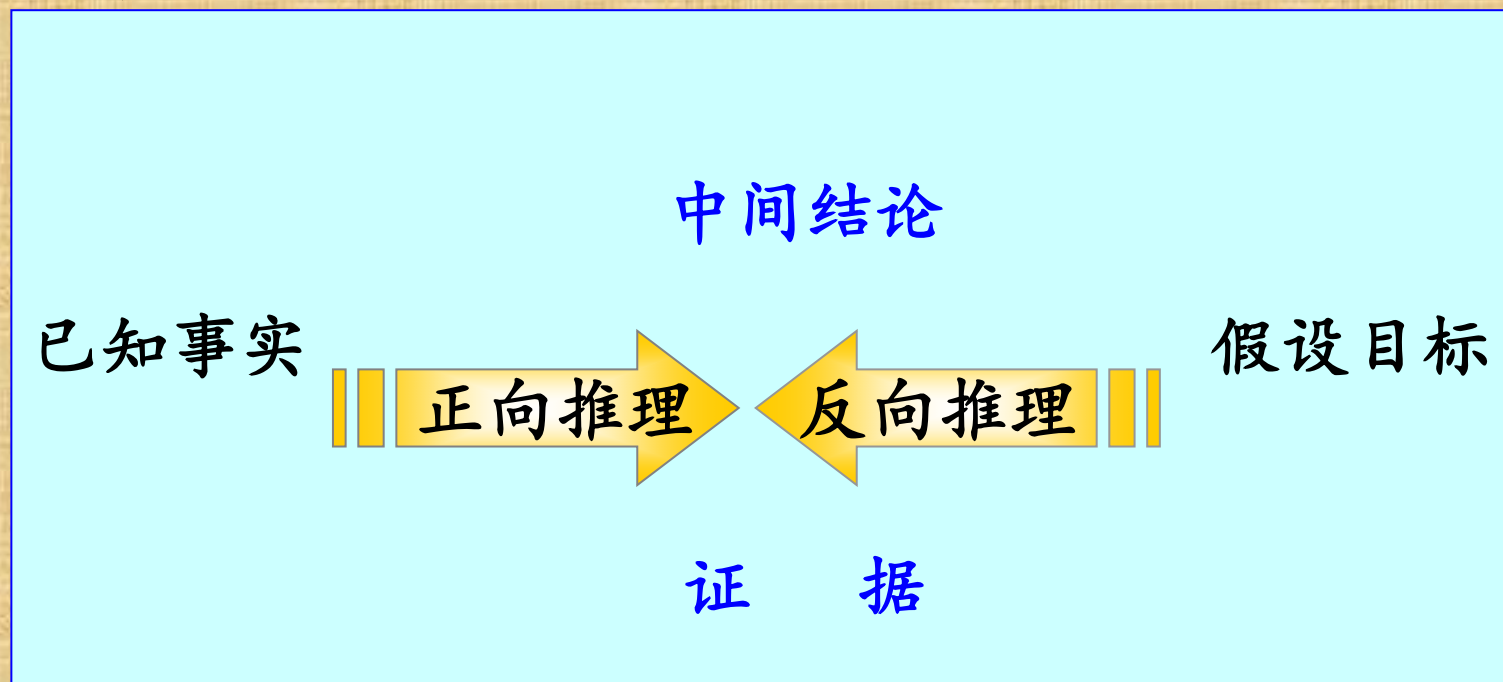 中间结论
已知事实
假设目标
正向推理
反向推理
证 据